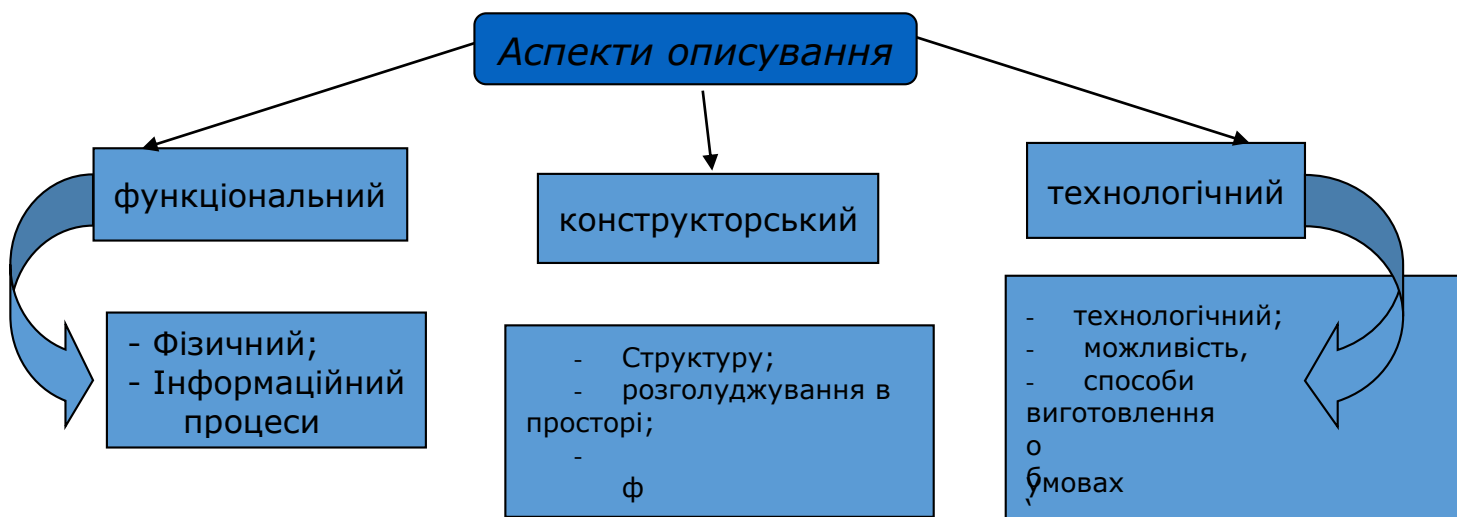 Аспекти описування
функціональний
конструкторський
технологічний
- Фізичний;
- Інформаційний
процеси
- Структуру;
- розголуджування в
просторі;
-
ф
- технологічний;
- можливість,
- способи
виготовлення
о
б
умовах